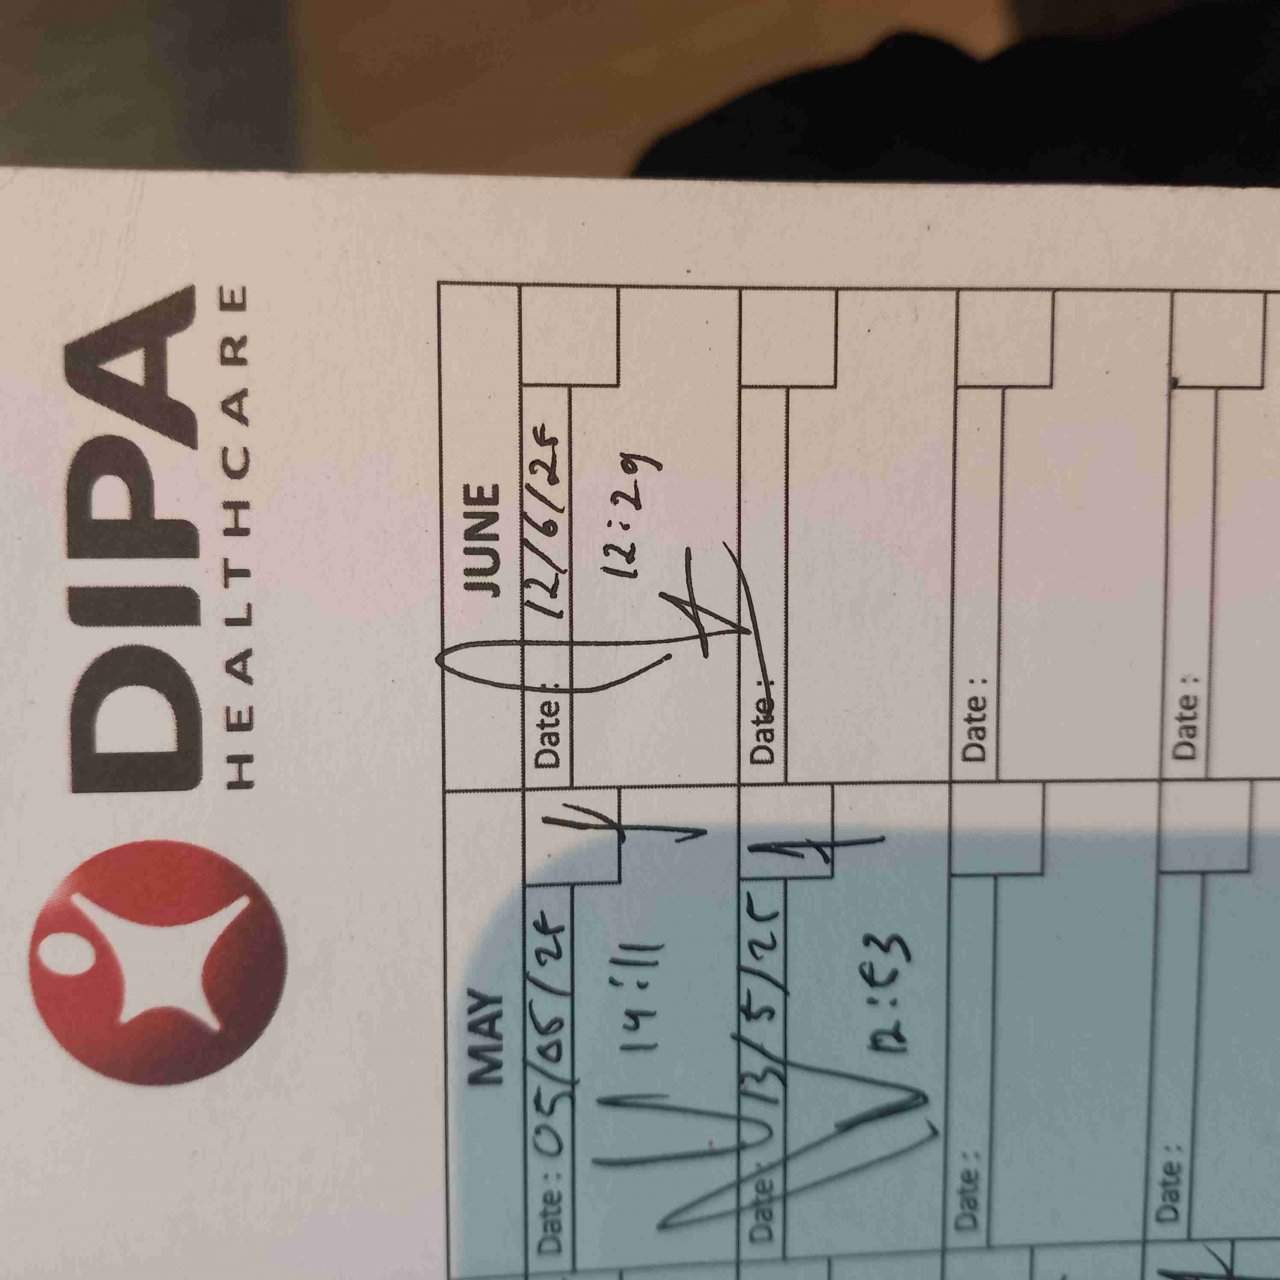 DIPA
HEALTHCARE
MAY
JUNE
Date: 05/05/25
Date: 12/6/25
14:11
12:29
Date: 13/5/25
Date:
Date:
Date:
Date:
Date: